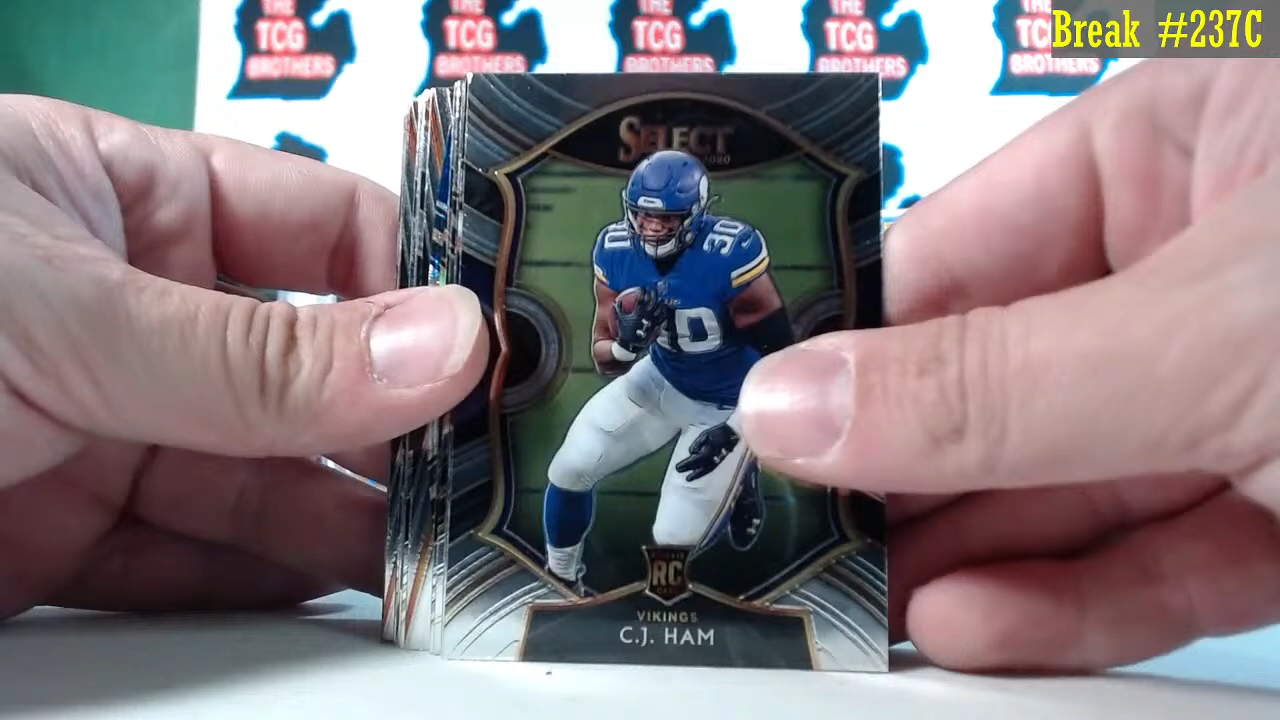 THE
TCG
BROTHERS
THE
TCG
BROTHERS
THE
TCG
BROTHERS
THE
TCG
BROTHERS
BROTHERS
Break #237C
SELECT
2020
30
30
RC
VIKINGS
C.J. HAM